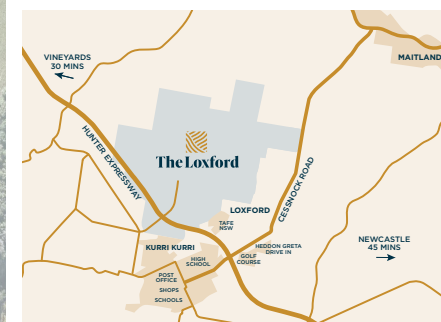 MAITLAND
VINEYARDS
30 MINS
HUNTER EXPRESSWAY
The Loxford
CESSNOCK ROAD
LOXFORD
TAFE
NSW
KURRI KURRI
HEDDON GRETA
DRIVE IN
NEWCASTLE
45 MINS
HIGH
SCHOOL
GOLF
COURSE
POST
OFFICE
SHOPS
SCHOOLS